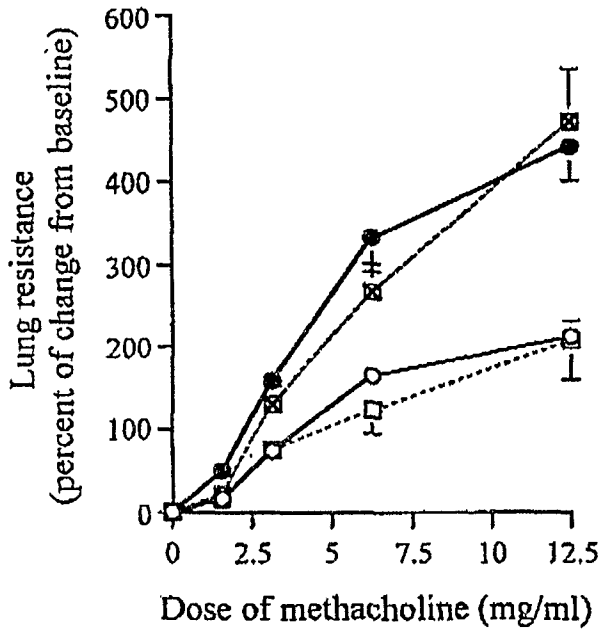 600
500
400
300
200
100
0
Lung resistance
(percent of change from baseline)
0 2.5 5 7.5 10 12.5
Dose of methacholine (mg/ml)